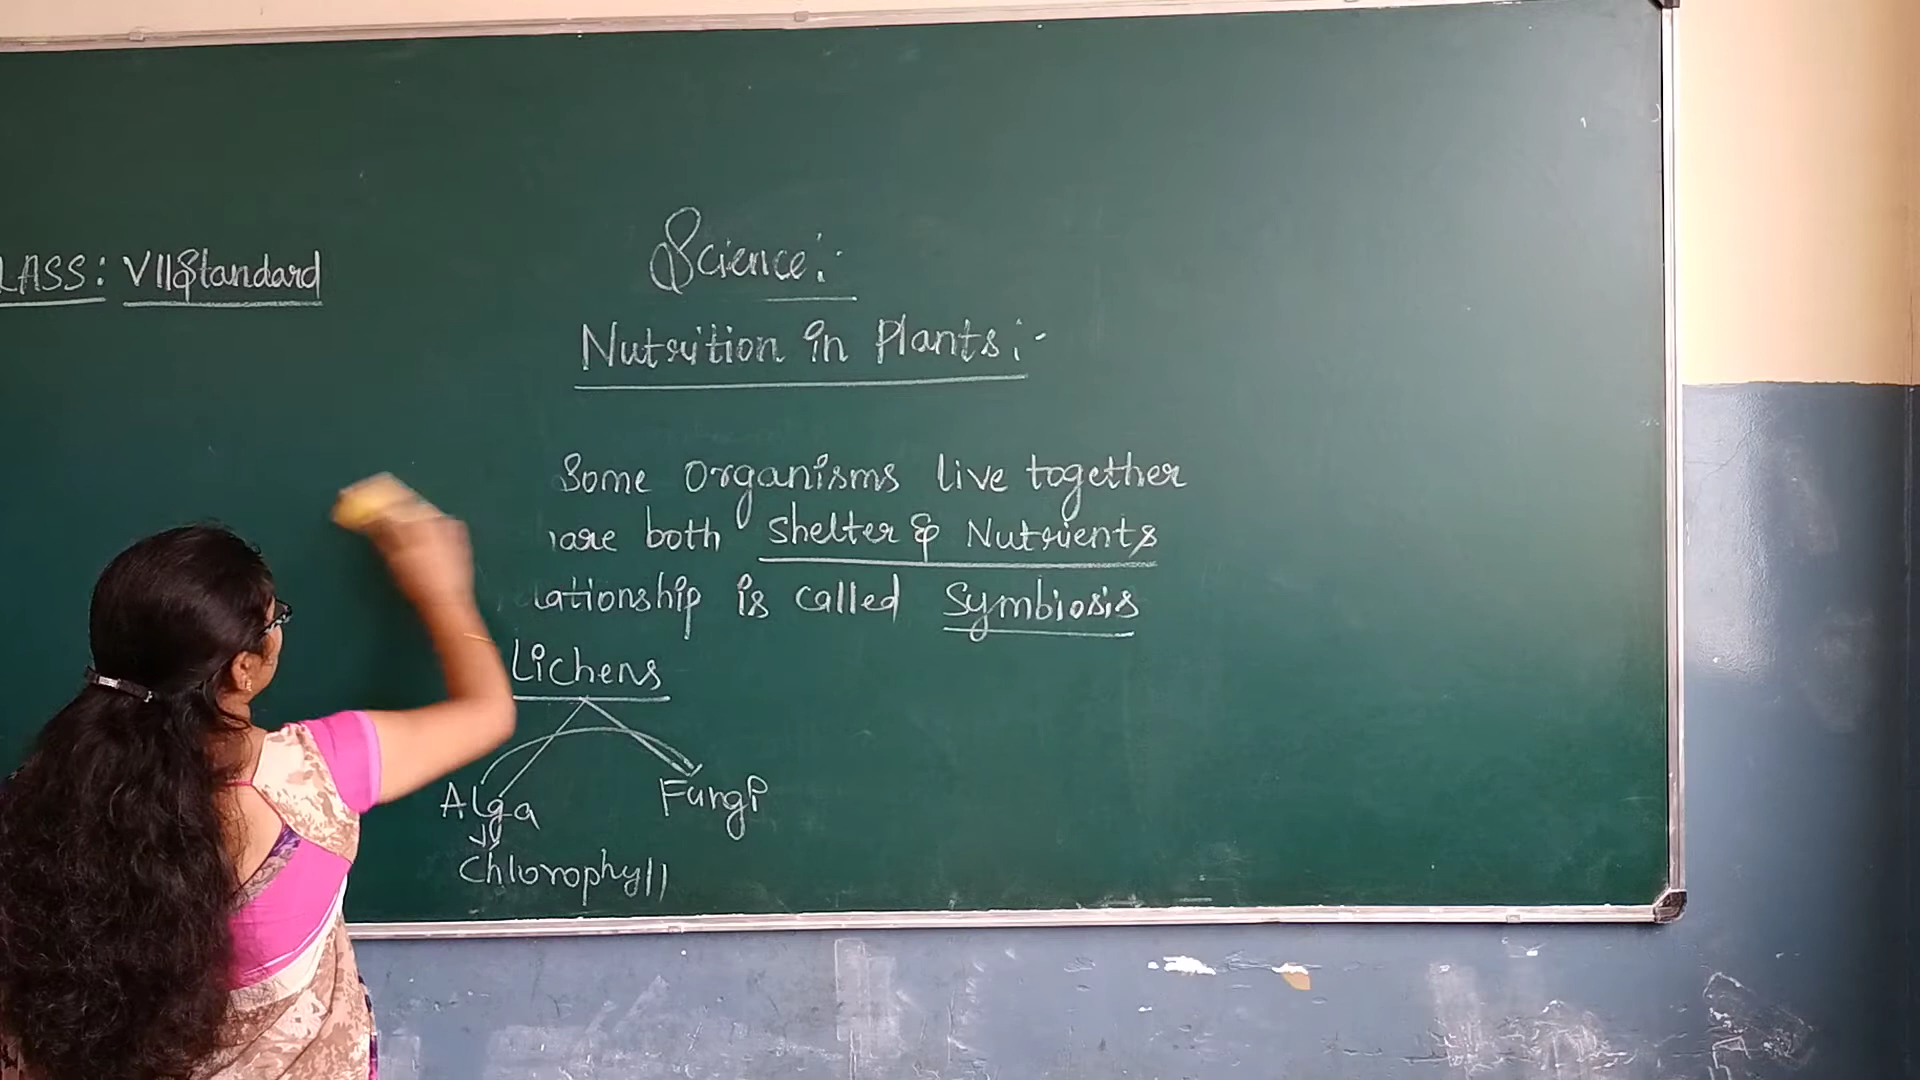 LASS: VII Standard
Science:-
Nutrition in Plants:-
Some organisms live together
are both shelter & Nutrients
lationship is called Symbiosis
Lichens
Alga Fungi
Chlorophyll